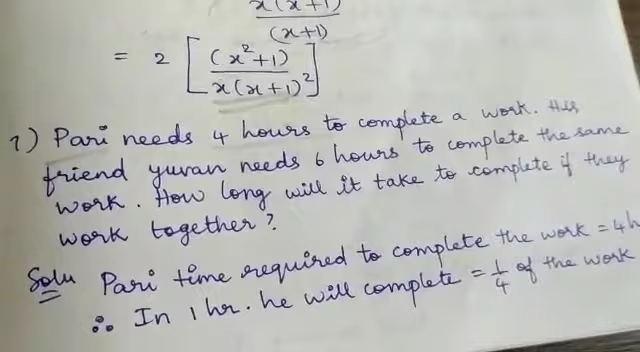 x(x+1)
(x+1)
= 2 [ (x²+1) / x(x+1)² ]
7) Pari needs 4 hours to complete a work. His
friend yuvan needs 6 hours to complete the same
work. How long will it take to complete if they
work together?
Solu Pari time required to complete the work = 4h
∴ In 1 hr. he will complete = 1/4 of the work